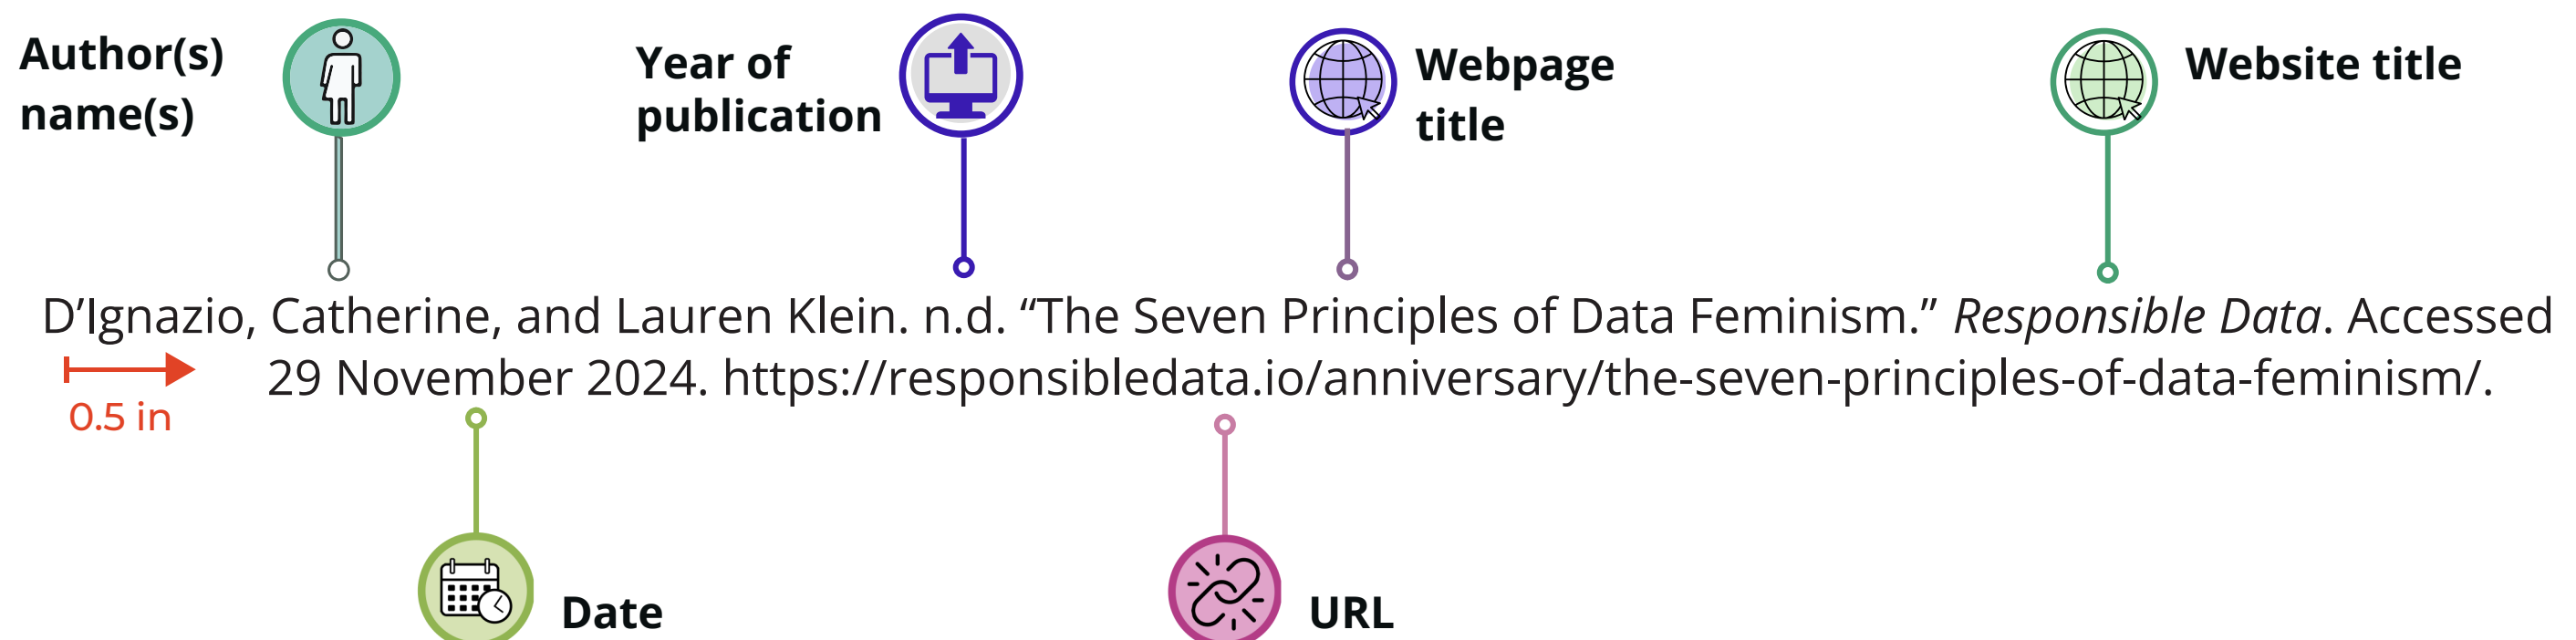 Author(s)
name(s)
Year of
publication
Webpage
title
Website title
D’Ignazio, Catherine, and Lauren Klein. n.d. “The Seven Principles of Data Feminism.” Responsible Data. Accessed
29 November 2024. https://responsibledata.io/anniversary/the-seven-principles-of-data-feminism/.
0.5 in
Date
URL